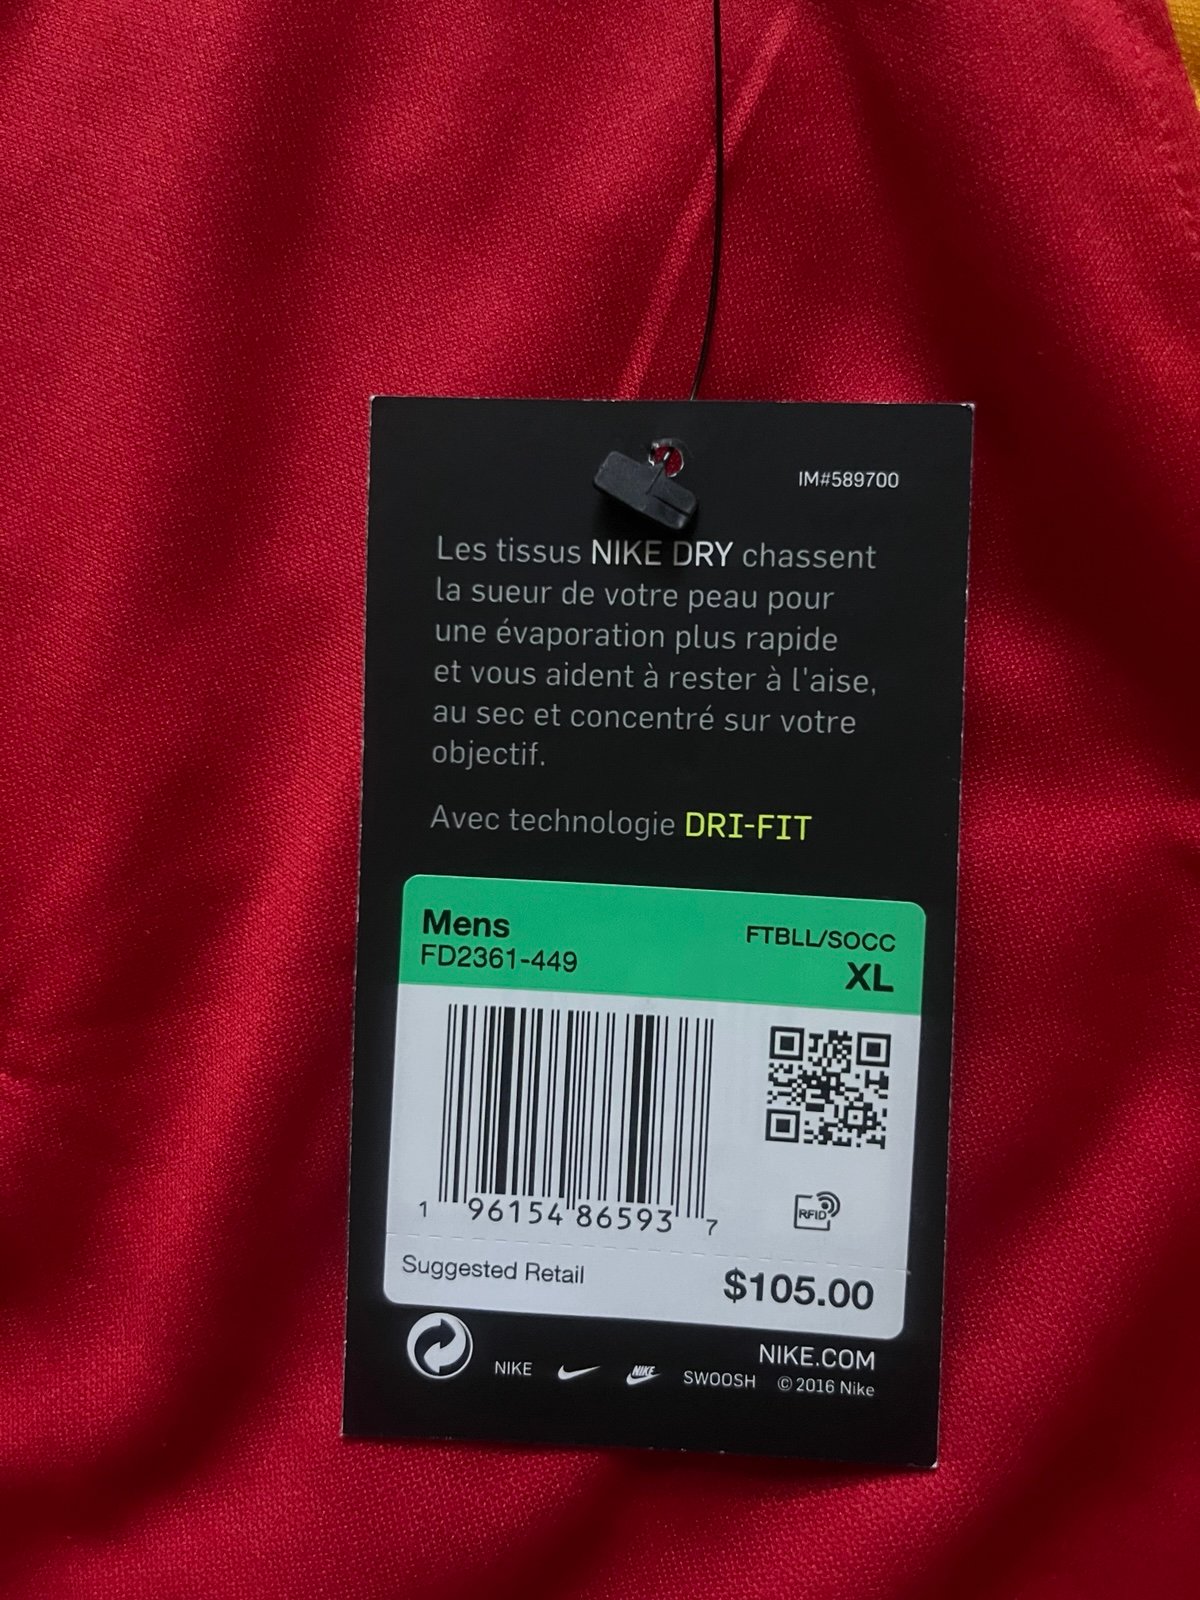 IM#589700
Les tissus NIKE DRY chassent
la sueur de votre peau pour
une évaporation plus rapide
et vous aident à rester à l'aise,
au sec et concentré sur votre
objectif.
Avec technologie DRI-FIT
Mens
FTBLL/SOCC
FD2361-449
XL
1 96154 86593 7
RFID
Suggested Retail
$105.00
NIKE.COM
NIKE NIKE SWOOSH © 2016 Nike